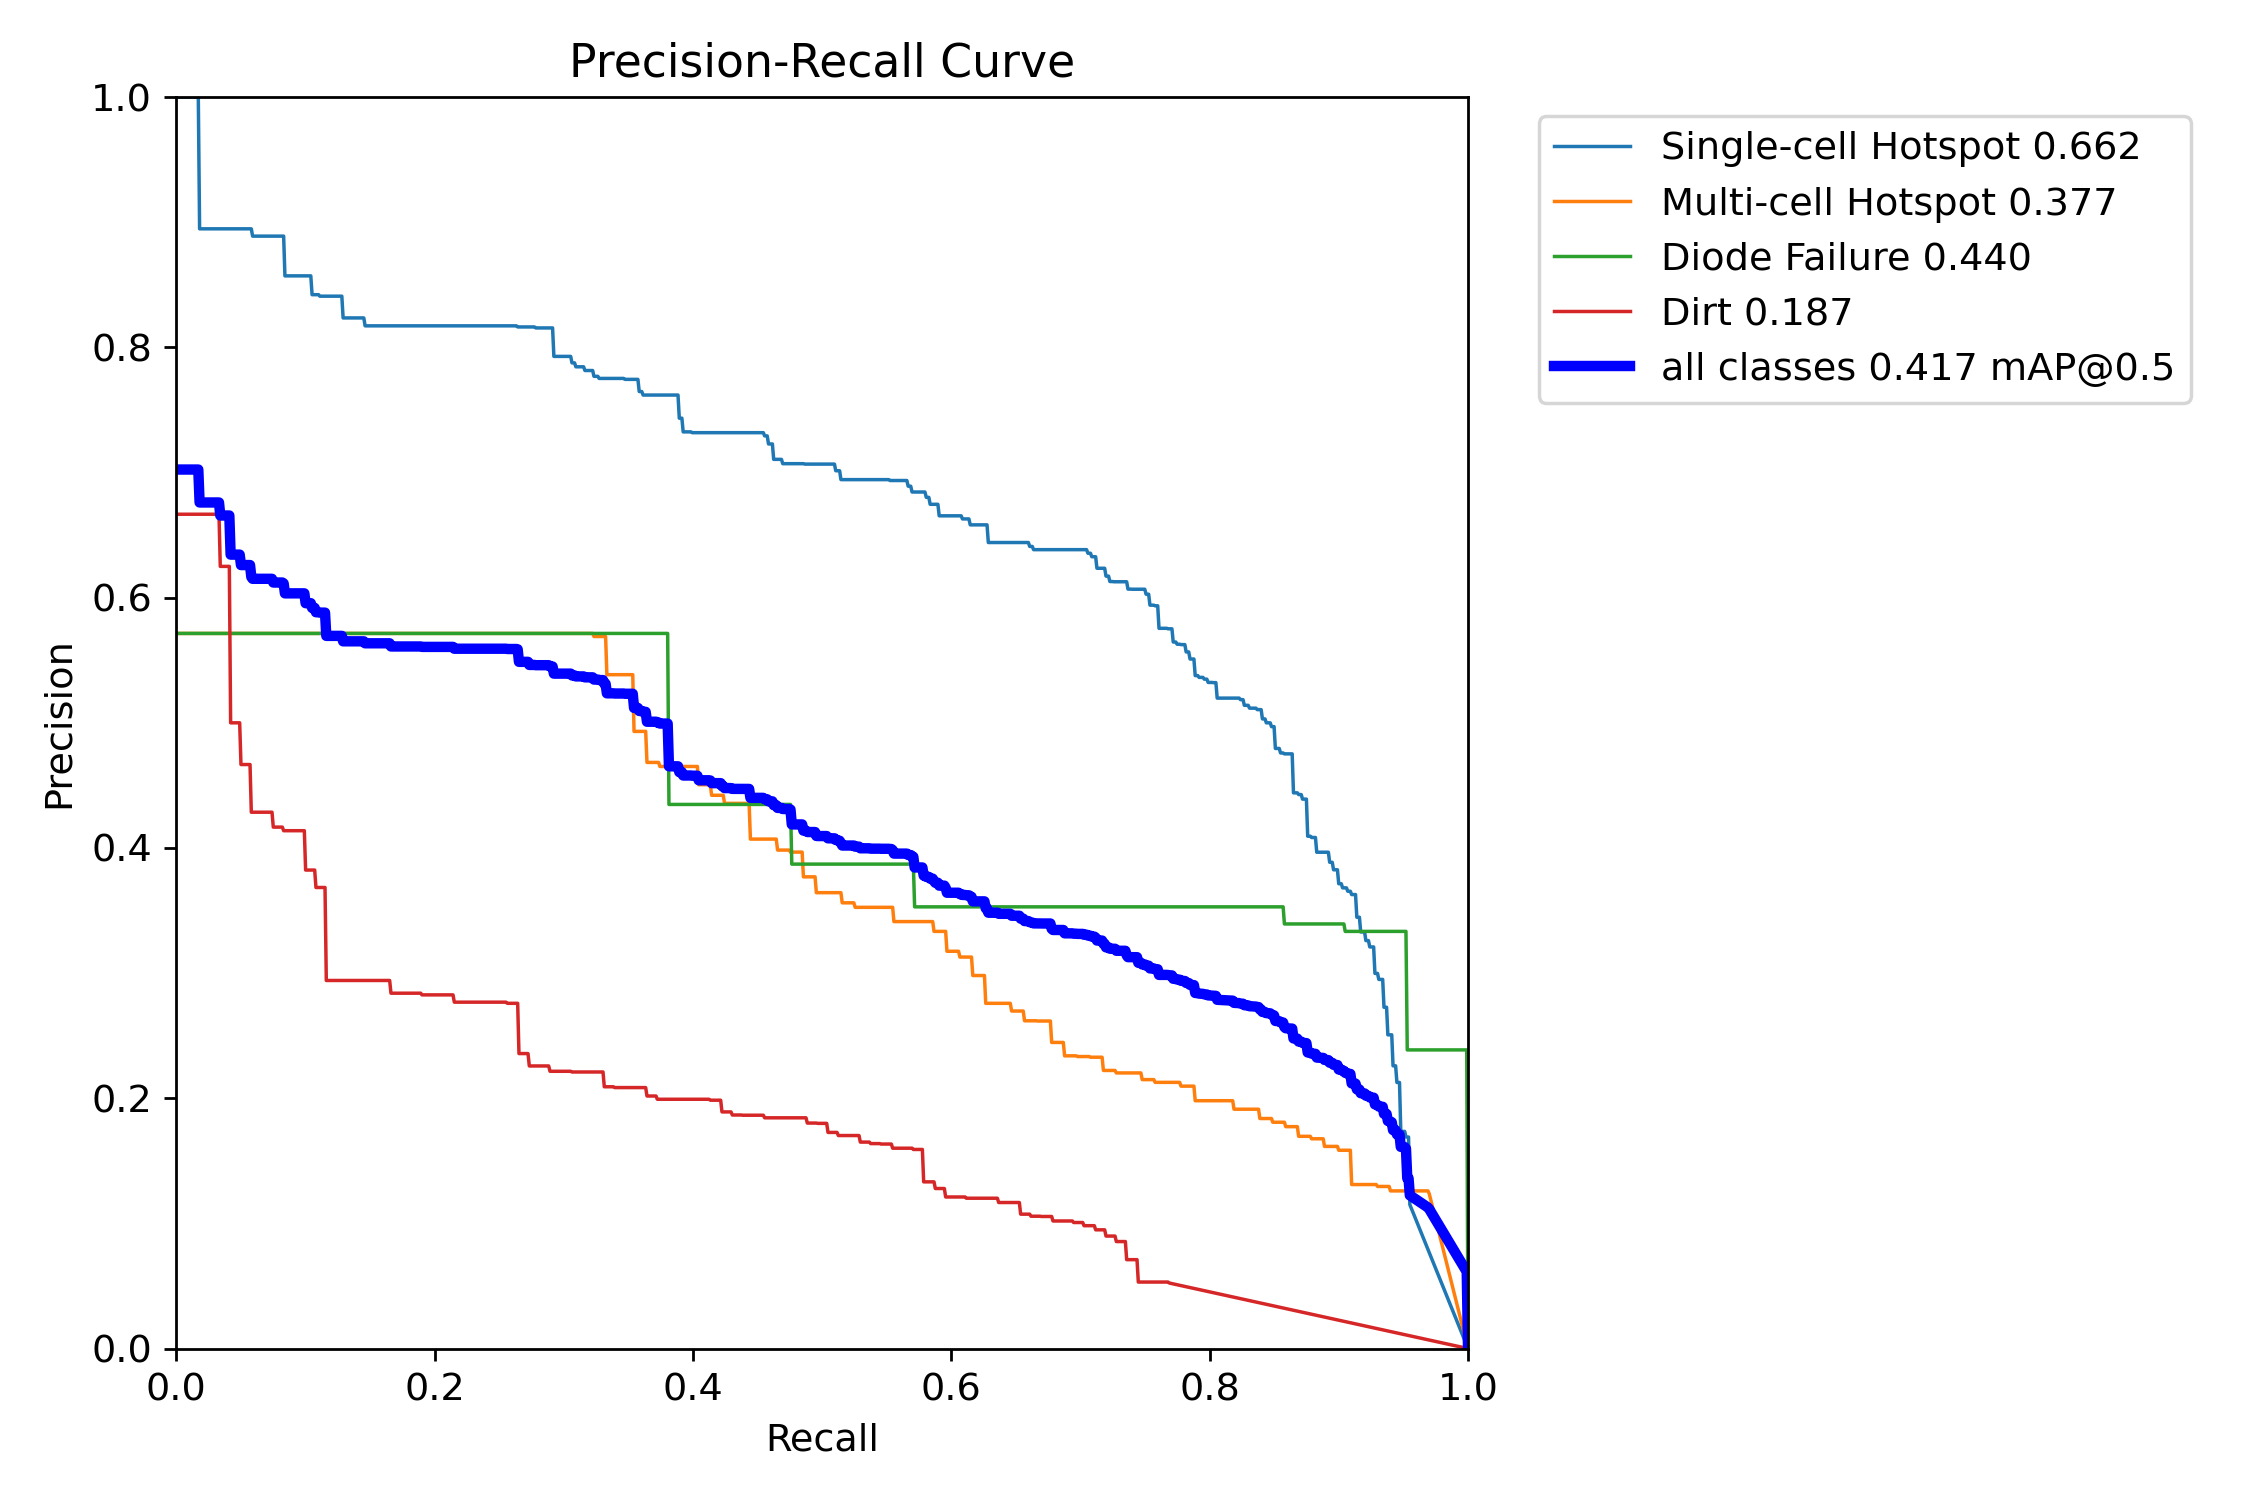 Precision-Recall Curve
1.0
0.8
0.6
0.4
0.2
0.0
Precision
0.0 0.2 0.4 0.6 0.8 1.0
Recall
Single-cell Hotspot 0.662
Multi-cell Hotspot 0.377
Diode Failure 0.440
Dirt 0.187
all classes 0.417 mAP@0.5